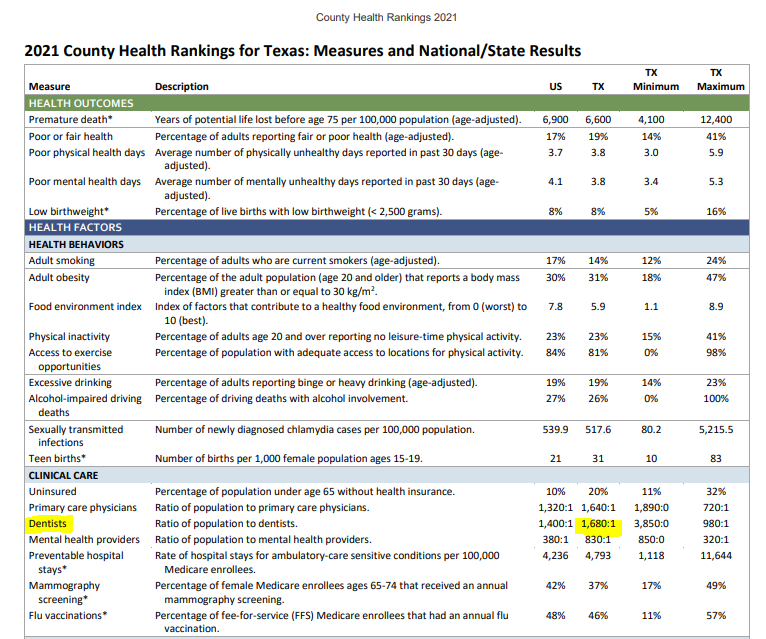 County Health Rankings 2021
2021 County Health Rankings for Texas: Measures and National/State Results
TX TX
Measure Description US TX Minimum Maximum
HEALTH OUTCOMES
Premature death* Years of potential life lost before age 75 per 100,000 population (age-adjusted). 6,900 6,600 4,100 12,400
Poor or fair health Percentage of adults reporting fair or poor health (age-adjusted). 17% 19% 14% 41%
Poor physical health days Average number of physically unhealthy days reported in past 30 days (age- 3.7 3.8 3.0 5.9
adjusted).
Poor mental health days Average number of mentally unhealthy days reported in past 30 days (age- 4.1 3.8 3.4 5.3
adjusted).
Low birthweight* Percentage of live births with low birthweight (< 2,500 grams). 8% 8% 5% 16%
HEALTH FACTORS
HEALTH BEHAVIORS
Adult smoking Percentage of adults who are current smokers (age-adjusted). 17% 14% 12% 24%
Adult obesity Percentage of the adult population (age 20 and older) that reports a body mass 30% 31% 18% 47%
index (BMI) greater than or equal to 30 kg/m².
Food environment index Index of factors that contribute to a healthy food environment, from 0 (worst) to 7.8 5.9 1.1 8.9
10 (best).
Physical inactivity Percentage of adults age 20 and over reporting no leisure-time physical activity. 23% 23% 15% 41%
Access to exercise Percentage of population with adequate access to locations for physical activity. 84% 81% 0% 98%
opportunities
Excessive drinking Percentage of adults reporting binge or heavy drinking (age-adjusted). 19% 19% 14% 23%
Alcohol-impaired driving Percentage of driving deaths with alcohol involvement. 27% 26% 0% 100%
deaths
Sexually transmitted Number of newly diagnosed chlamydia cases per 100,000 population. 539.9 517.6 80.2 5,215.5
infections
Teen births* Number of births per 1,000 female population ages 15-19. 21 31 10 83
CLINICAL CARE
Uninsured Percentage of population under age 65 without health insurance. 10% 20% 11% 32%
Primary care physicians Ratio of population to primary care physicians. 1,320:1 1,640:1 1,890:0 720:1
Dentists Ratio of population to dentists. 1,400:1 1,680:1 3,850:0 980:1
Mental health providers Ratio of population to mental health providers. 380:1 830:1 850:0 320:1
Preventable hospital Rate of hospital stays for ambulatory-care sensitive conditions per 100,000 4,236 4,793 1,118 11,644
stays* Medicare enrollees.
Mammography Percentage of female Medicare enrollees ages 65-74 that received an annual 42% 37% 17% 49%
screening* mammography screening.
Flu vaccinations* Percentage of fee-for-service (FFS) Medicare enrollees that had an annual flu 48% 46% 11% 57%
vaccination.